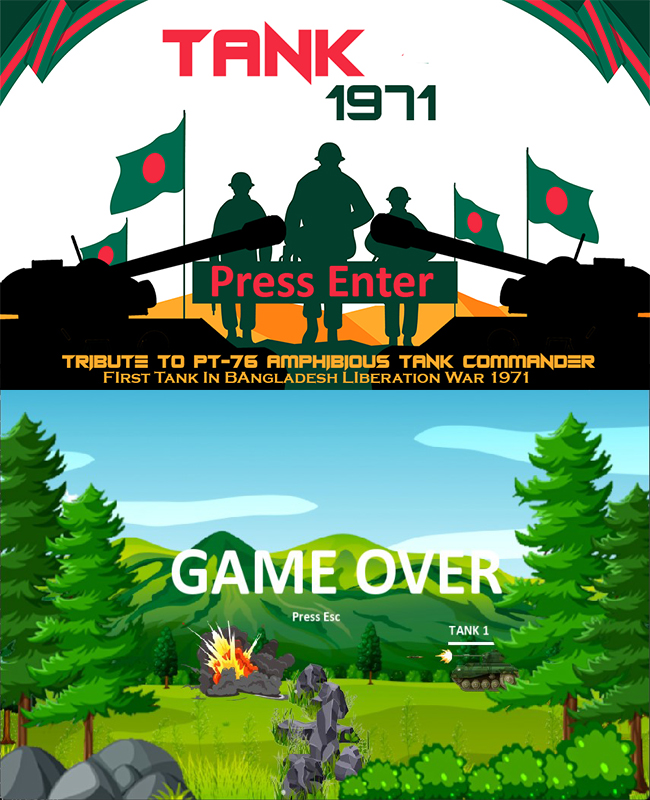 TANK
1971
Press Enter
TRIBUTE TO PT-76 AMPHIBIOUS TANK COMMANDER
FIrst Tank In BAngladesh LIberation War 1971
GAME OVER
Press Esc
TANK 1